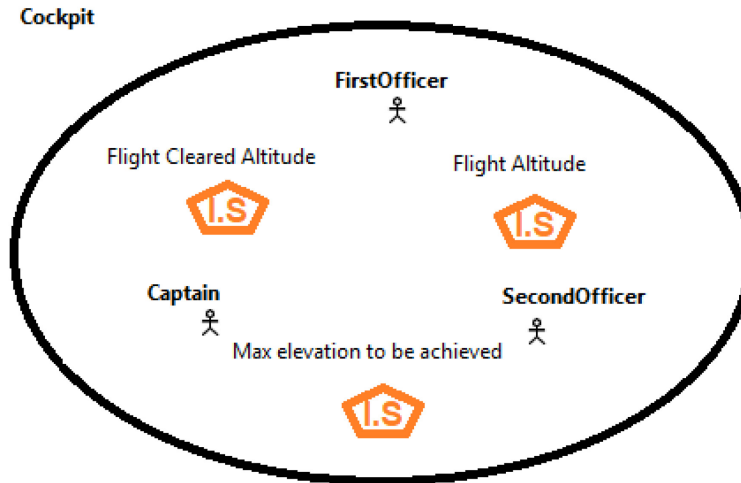 Cockpit
FirstOfficer
Flight Cleared Altitude
Flight Altitude
I.S
I.S
Captain
SecondOfficer
Max elevation to be achieved
I.S